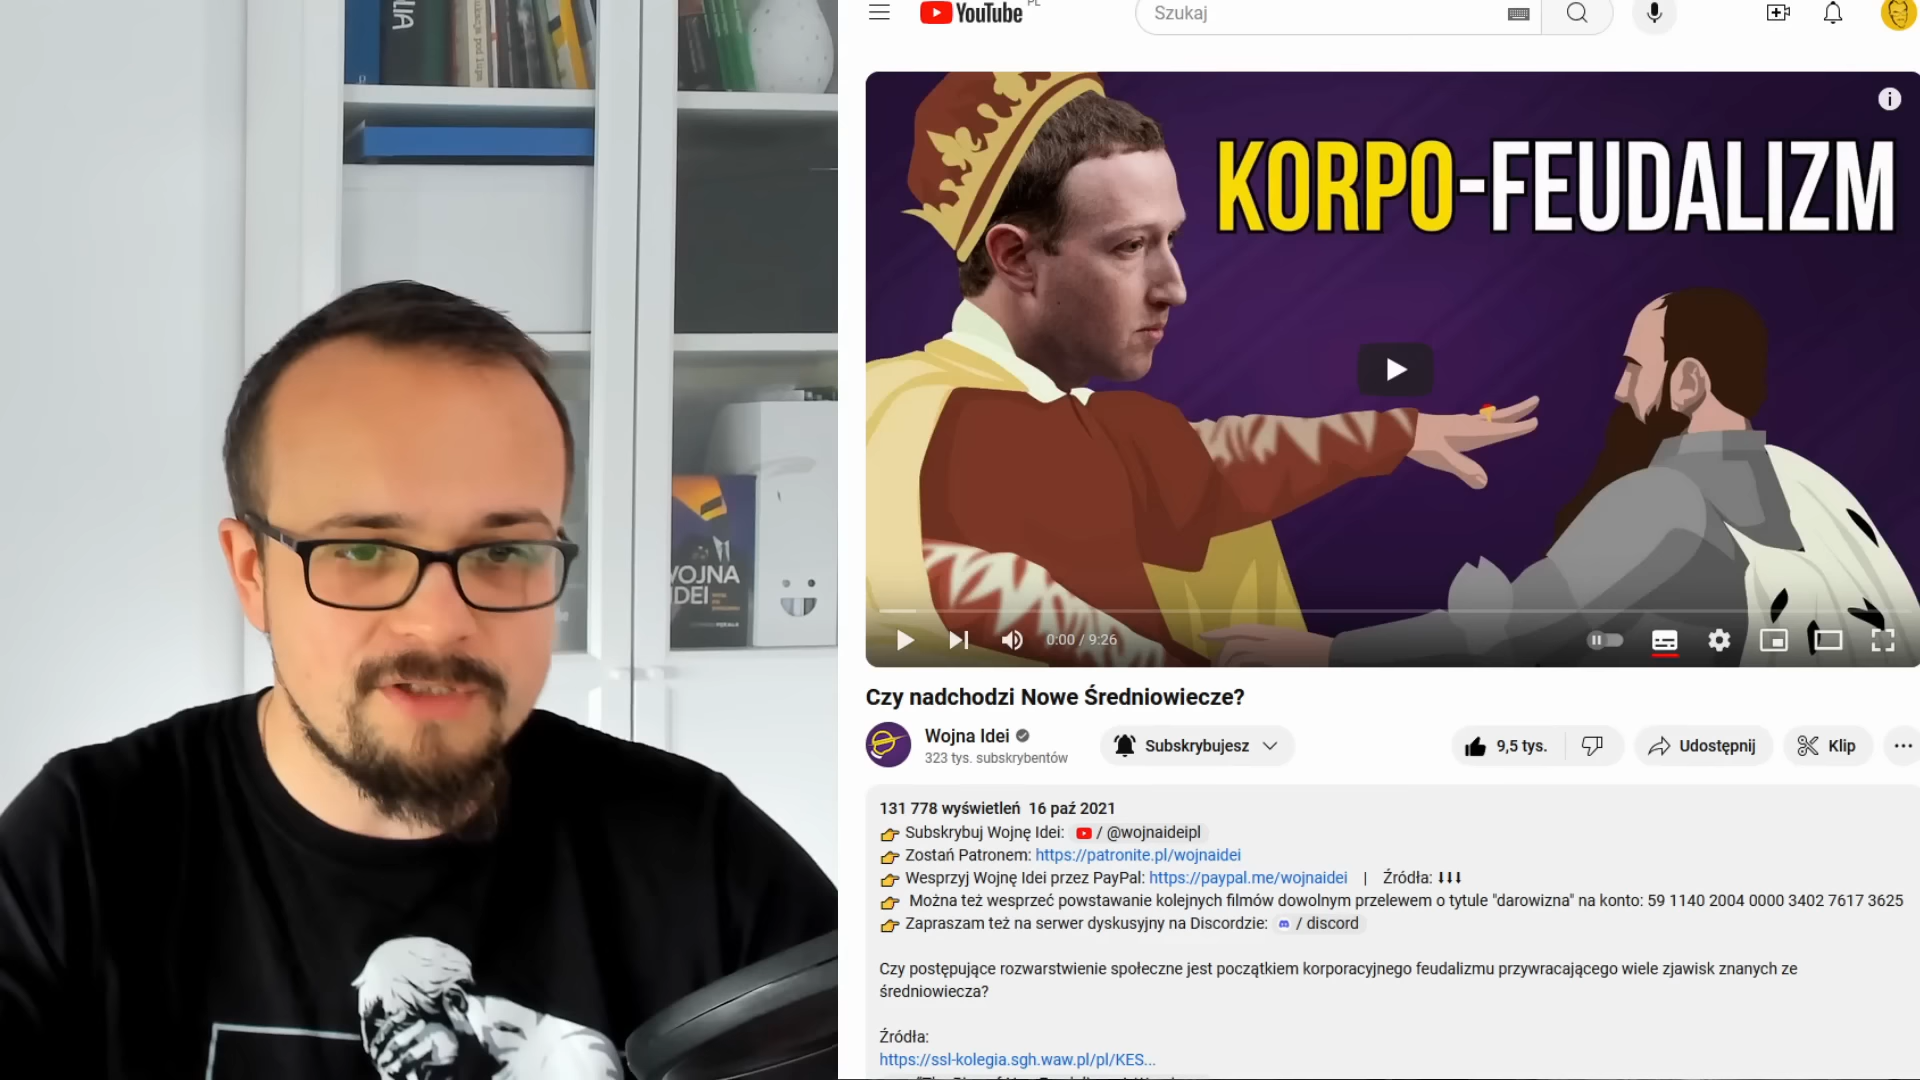 YouTube PL
Szukaj
KORPO-FEUDALIZM
0:00 / 9:26
Czy nadchodzi Nowe Średniowiecze?
Wojna Idei
323 tys. subskrybentów
Subskrybujesz
9,5 tys.
Udostępnij
Klip
131 778 wyświetleń 16 paź 2021
👉 Subskrybuj Wojnę Idei: / @wojnaideipl
👉 Zostań Patronem: https://patronite.pl/wojnaidei
👉 Wesprzyj Wojnę Idei przez PayPal: https://paypal.me/wojnaidei | Źródła: ⬇⬇⬇
👉 Można też wesprzeć powstawanie kolejnych filmów dowolnym przelewem o tytule "darowizna" na konto: 59 1140 2004 0000 3402 7617 3625
👉 Zapraszam też na serwer dyskusyjny na Discordzie: / discord
Czy postępujące rozwarstwienie społeczne jest początkiem korporacyjnego feudalizmu przywracającego wiele zjawisk znanych ze
średniowiecza?
Źródła:
https://ssl-kolegia.sgh.waw.pl/pl/KES...
WOJNA
IDEI